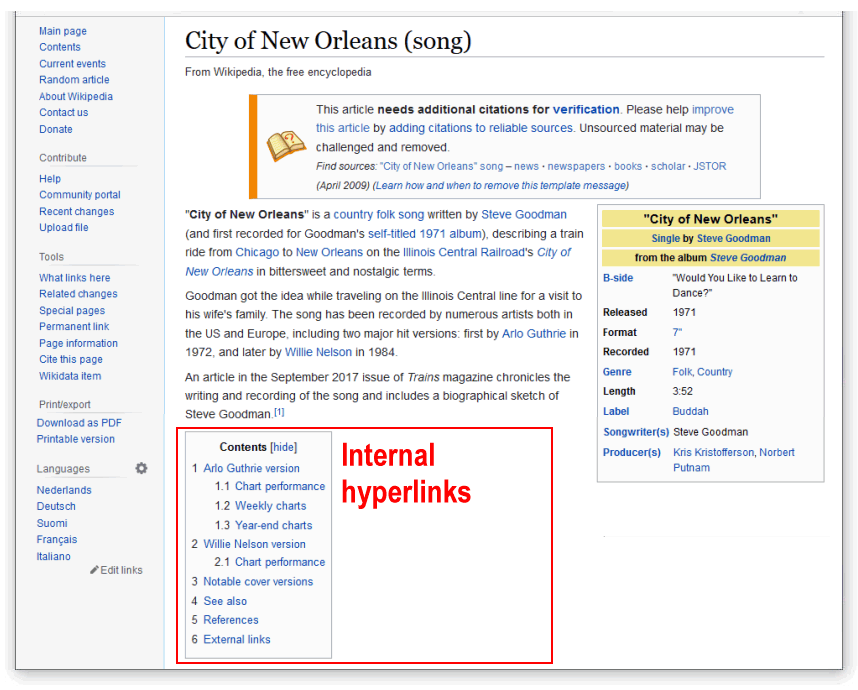 Main page
Contents
Current events
Random article
About Wikipedia
Contact us
Donate
Contribute
Help
Community portal
Recent changes
Upload file
Tools
What links here
Related changes
Special pages
Permanent link
Page information
Cite this page
Wikidata item
Print/export
Download as PDF
Printable version
Languages
Nederlands
Deutsch
Suomi
Français
Italiano
Edit links
City of New Orleans (song)
From Wikipedia, the free encyclopedia
This article needs additional citations for verification. Please help improve
this article by adding citations to reliable sources. Unsourced material may be
challenged and removed.
Find sources: "City of New Orleans" song – news · newspapers · books · scholar · JSTOR
(April 2009) (Learn how and when to remove this template message)
"City of New Orleans" is a country folk song written by Steve Goodman
(and first recorded for Goodman's self-titled 1971 album), describing a train
ride from Chicago to New Orleans on the Illinois Central Railroad's City of
New Orleans in bittersweet and nostalgic terms.
Goodman got the idea while traveling on the Illinois Central line for a visit to
his wife's family. The song has been recorded by numerous artists both in
the US and Europe, including two major hit versions: first by Arlo Guthrie in
1972, and later by Willie Nelson in 1984.
An article in the September 2017 issue of Trains magazine chronicles the
writing and recording of the song and includes a biographical sketch of
Steve Goodman.[1]
"City of New Orleans"
Single by Steve Goodman
from the album Steve Goodman
B-side "Would You Like to Learn to
Dance?"
Released 1971
Format 7"
Recorded 1971
Genre Folk, Country
Length 3:52
Label Buddah
Songwriter(s) Steve Goodman
Producer(s) Kris Kristofferson, Norbert
Putnam
Contents [hide]
1 Arlo Guthrie version
1.1 Chart performance
1.2 Weekly charts
1.3 Year-end charts
2 Willie Nelson version
2.1 Chart performance
3 Notable cover versions
4 See also
5 References
6 External links
Internal
hyperlinks